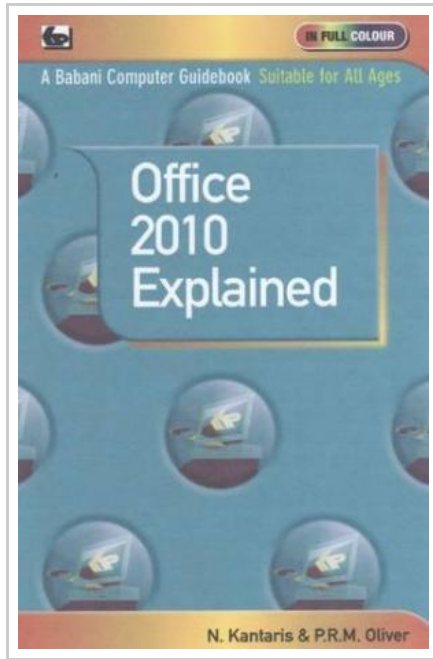 IN FULL COLOUR
A Babani Computer Guidebook Suitable for All Ages
Office
2010
Explained
N. Kantaris & P.R.M. Oliver